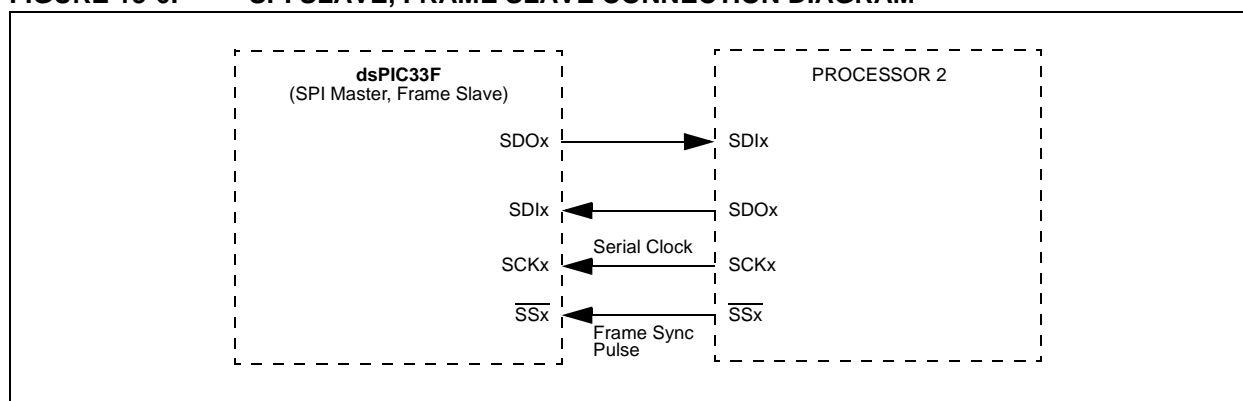 dsPIC33F
(SPI Master, Frame Slave)
PROCESSOR 2
SDOx
SDIx
SDIx
SDOx
Serial Clock
SCKx
SCKx
SSx
SSx
Frame Sync
Pulse